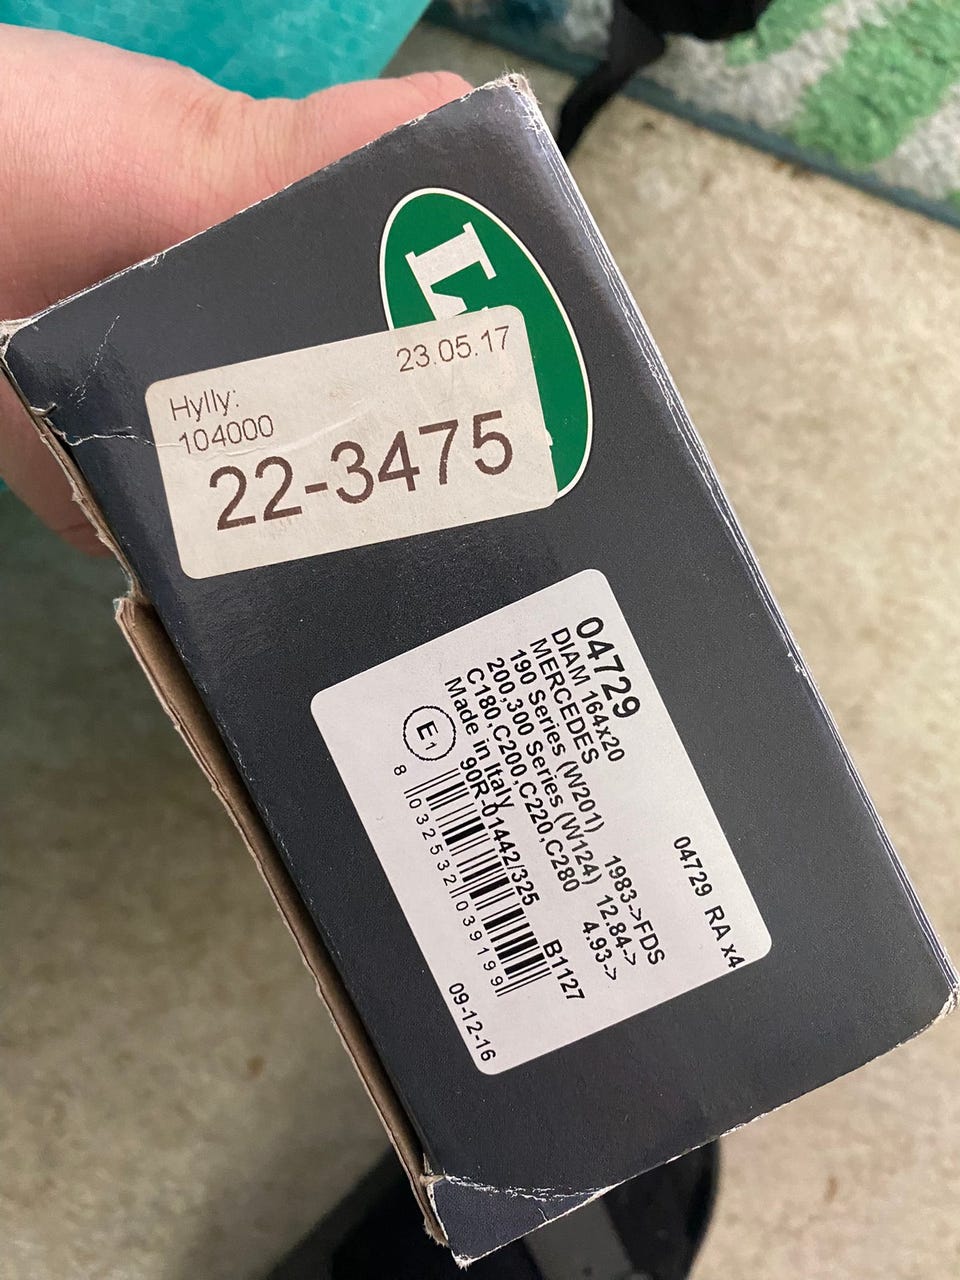 L
Hylly:
23.05.17
104000
22-3475
04729
04729 RA x4
DIAM 164x20
MERCEDES
190 Series (W201) 1983->FDS
200,300 Series (W124) 12.84->
C180,C200,C220,C280 4.93->
Made in Italy
E1
90R-01442/325
B1127
8 032532 039199
09-12-16